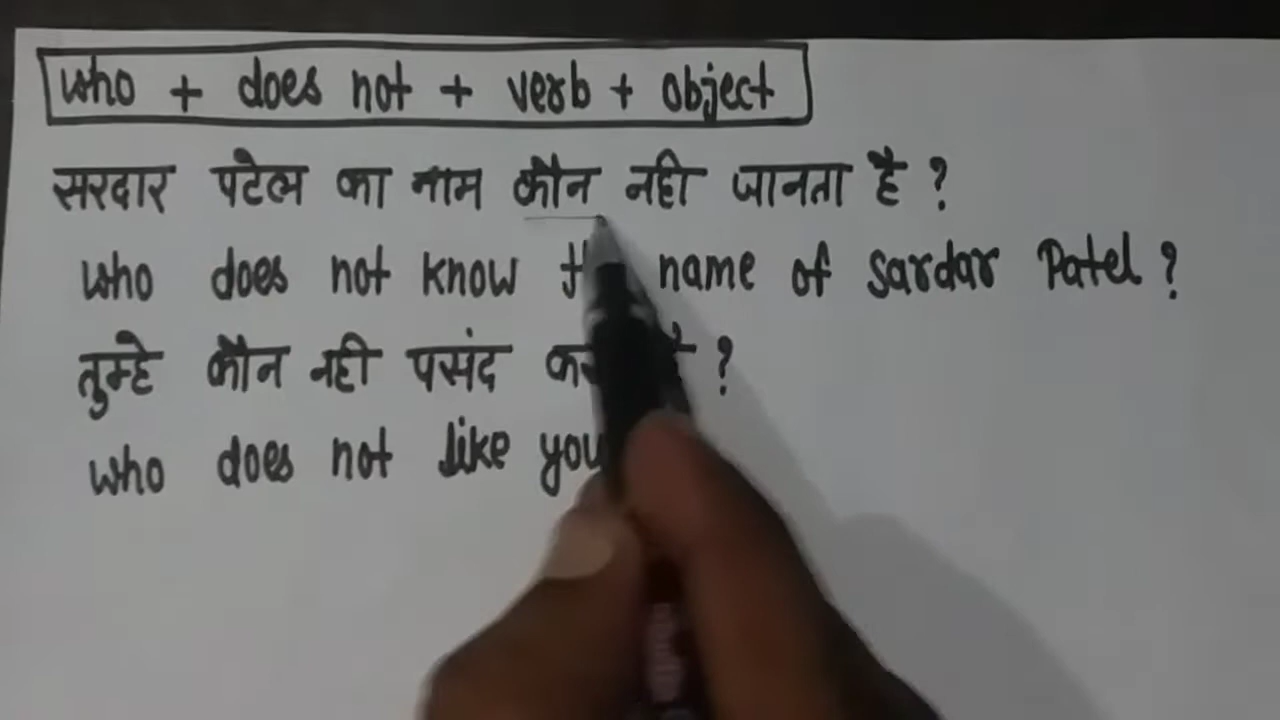 who + does not + verb + object
सरदार पटेल का नाम कौन नही जानता है ?
who does not know name of Sardar Patel ?
तुम्हे कौन नही पसंद ?
who does not like you